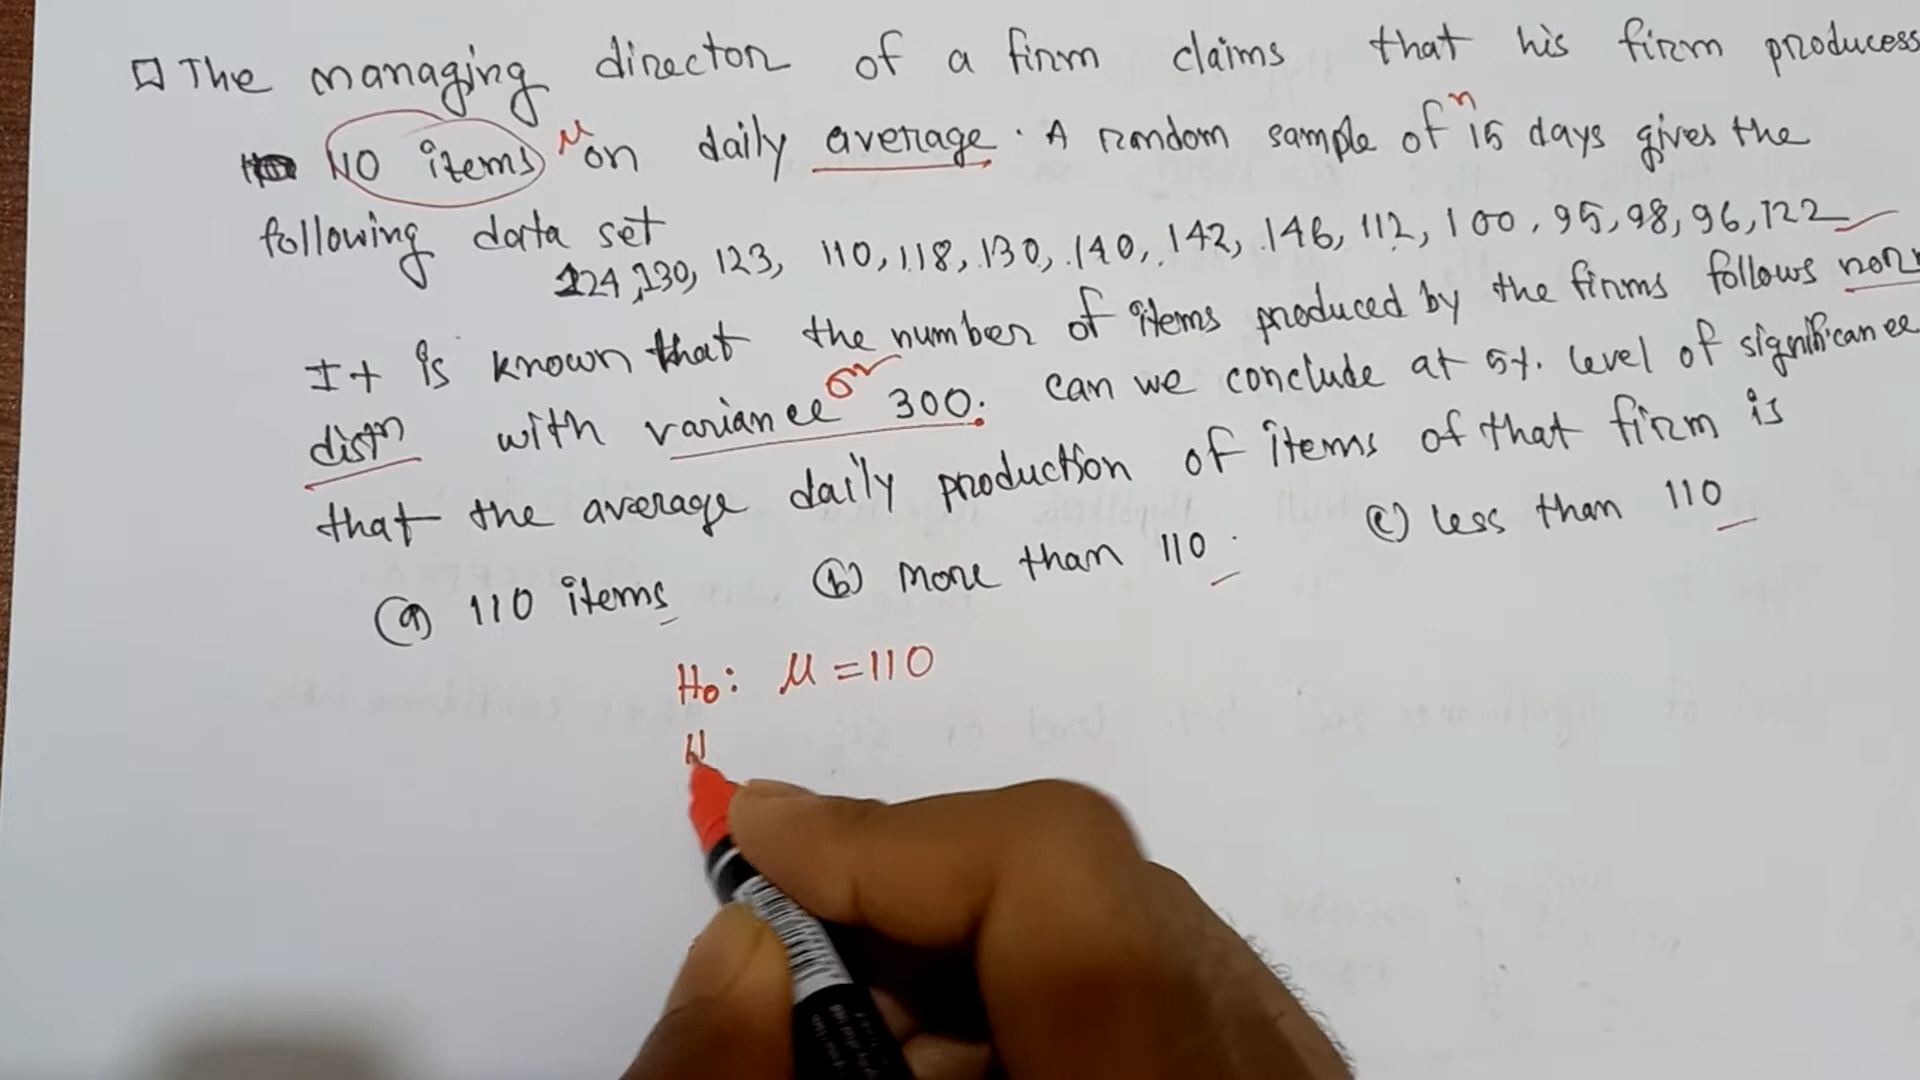 The managing director of a firm claims that his firm producess
110 items μ on daily average. A random sample of n 15 days gives the
following data set
124, 130, 123, 110, 118, 130, 140, 142, 146, 112, 100, 95, 98, 96, 122
It is known that the number of items produced by the firms follows
distn with variance σ² 300. can we conclude at 5%. level of significance
that the average daily production of items of that firm is
(a) 110 items (b) more than 110. (c) less than 110
H₀: μ = 110
H